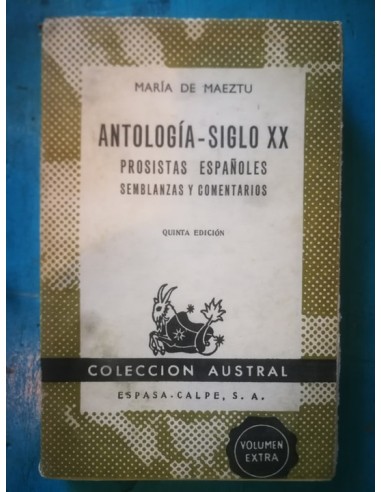 MARÍA DE MAEZTU
ANTOLOGÍA-SIGLO XX
PROSISTAS ESPAÑOLES
SEMBLANZAS Y COMENTARIOS
QUINTA EDICIÓN
COLECCION AUSTRAL
ESPASA-CALPE, S. A.
VOLUMEN
EXTRA